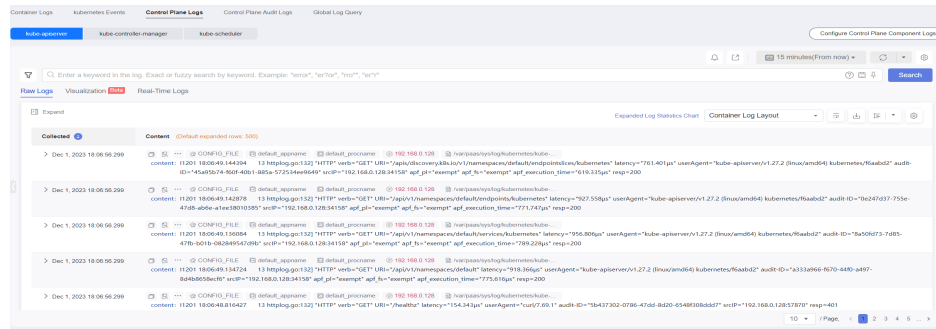 Container Logs kubernetes Events Control Plane Logs Control Plane Audit Logs Global Log Query
kube-apiserver kube-controller-manager kube-scheduler Configure Control Plane Component Logs
15 minutes(From now)
Enter a keyword in the log. Exact or fuzzy search by keyword. Example: "error", "er?or", "rro*", "er*r" Search
Raw Logs Visualization Beta Real-Time Logs
Expand Expanded Log Statistics Chart Container Log Layout
Collected 2 Content (Default expanded rows: 500)
Dec 1, 2023 18:06:56.299 ... CONFIG_FILE default_appname default_procname 192.168.0.128 /var/paas/sys/log/kubernetes/kube-...
content: I1201 18:06:49.144394 13 httplog.go:132] "HTTP" verb="GET" URI="/apis/discovery.k8s.io/v1/namespaces/default/endpointslices/kubernetes" latency="761.401µs" userAgent="kube-apiserver/v1.27.2 (linux/amd64) kubernetes/f6aabd2" audit-
ID="45a95b74-f60f-40b1-885a-572534ee9649" srcIP="192.168.0.128:34158" apf_pl="exempt" apf_fs="exempt" apf_execution_time="619.335µs" resp=200
Dec 1, 2023 18:06:56.299 ... CONFIG_FILE default_appname default_procname 192.168.0.128 /var/paas/sys/log/kubernetes/kube-...
content: I1201 18:06:49.142878 13 httplog.go:132] "HTTP" verb="GET" URI="/api/v1/namespaces/default/endpoints/kubernetes" latency="927.558µs" userAgent="kube-apiserver/v1.27.2 (linux/amd64) kubernetes/f6aabd2" audit-ID="0e247d37-755e-
47d8-ab6e-a1ee38010385" srcIP="192.168.0.128:34158" apf_pl="exempt" apf_fs="exempt" apf_execution_time="771.747µs" resp=200
Dec 1, 2023 18:06:56.299 ... CONFIG_FILE default_appname default_procname 192.168.0.128 /var/paas/sys/log/kubernetes/kube-...
content: I1201 18:06:49.136084 13 httplog.go:132] "HTTP" verb="GET" URI="/api/v1/namespaces/default/services/kubernetes" latency="956.806µs" userAgent="kube-apiserver/v1.27.2 (linux/amd64) kubernetes/f6aabd2" audit-ID="8a50fd73-7d85-
47fb-b01b-082849547d9b" srcIP="192.168.0.128:34158" apf_pl="exempt" apf_fs="exempt" apf_execution_time="789.228µs" resp=200
Dec 1, 2023 18:06:56.299 ... CONFIG_FILE default_appname default_procname 192.168.0.128 /var/paas/sys/log/kubernetes/kube-...
content: I1201 18:06:49.134724 13 httplog.go:132] "HTTP" verb="GET" URI="/api/v1/namespaces/default" latency="918.366µs" userAgent="kube-apiserver/v1.27.2 (linux/amd64) kubernetes/f6aabd2" audit-ID="a333a966-f670-44f0-a497-
8d4b8658ecf6" srcIP="192.168.0.128:34158" apf_pl="exempt" apf_fs="exempt" apf_execution_time="775.616µs" resp=200
Dec 1, 2023 18:06:56.299 ... CONFIG_FILE default_appname default_procname 192.168.0.128 /var/paas/sys/log/kubernetes/kube-...
content: I1201 18:06:48.816427 13 httplog.go:132] "HTTP" verb="GET" URI="/healthz" latency="154.343µs" userAgent="curl/7.69.1" audit-ID="5b437302-0786-47dd-8d20-6548f308ddd7" srcIP="192.168.0.128:57870" resp=401
10 /Page, < 1 2 3 4 5 ... >